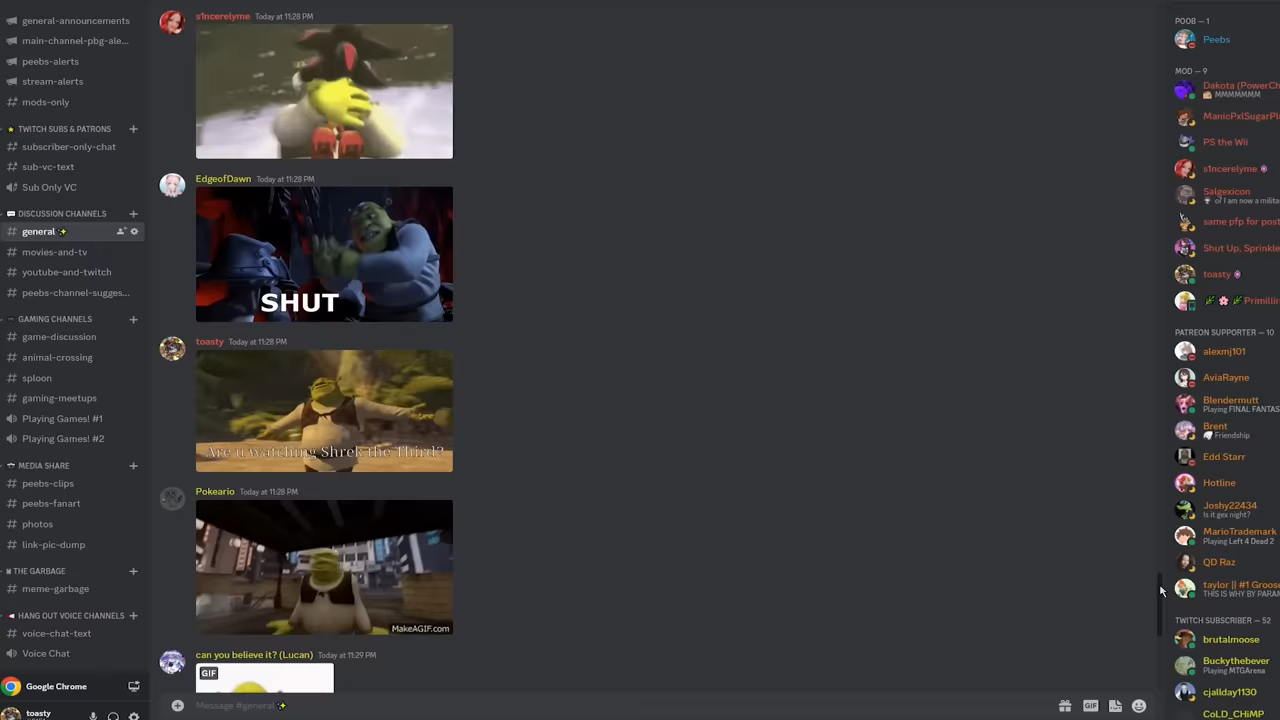 general-announcements
main-channel-pbg-ale...
peebs-alerts
stream-alerts
mods-only
TWITCH SUBS & PATRONS
subscriber-only-chat
sub-vc-text
Sub Only VC
DISCUSSION CHANNELS
general
movies-and-tv
youtube-and-twitch
peebs-channel-sugges...
GAMING CHANNELS
game-discussion
animal-crossing
sploon
gaming-meetups
Playing Games! #1
Playing Games! #2
MEDIA SHARE
peebs-clips
peebs-fanart
photos
link-pic-dump
THE GARBAGE
meme-garbage
HANG OUT VOICE CHANNELS
voice-chat-text
Voice Chat
Google Chrome
toasty
s1ncerelyme Today at 11:28 PM
EdgeofDawn Today at 11:28 PM
SHUT
toasty Today at 11:28 PM
Are u watching Shrek the Third?
Pokeario Today at 11:28 PM
MakeAGIF.com
can you believe it? (Lucan) Today at 11:29 PM
GIF
Message #general
GIF
POOB — 1
Peebs
MOD — 9
Dakota (PowerCh
MMMMMMM
ManicPxlSugarPi
PS the Wii
s1ncerelyme
Salgexicon
or I am now a milita
same pfp for post
Shut Up, Sprinkle
toasty
Primillin
PATREON SUPPORTER — 10
alexmj101
AviaRayne
Blendermutt
Playing FINAL FANTAS
Brent
Friendship
Edd Starr
Hotline
Joshy22434
Is it gex night?
MarioTrademark
Playing Left 4 Dead 2
QD Raz
taylor || #1 Groos
THIS IS WHY BY PARAM
TWITCH SUBSCRIBER — 52
brutalmoose
Buckythebever
Playing MTGArena
cjallday1130
CoLD_CHiMP